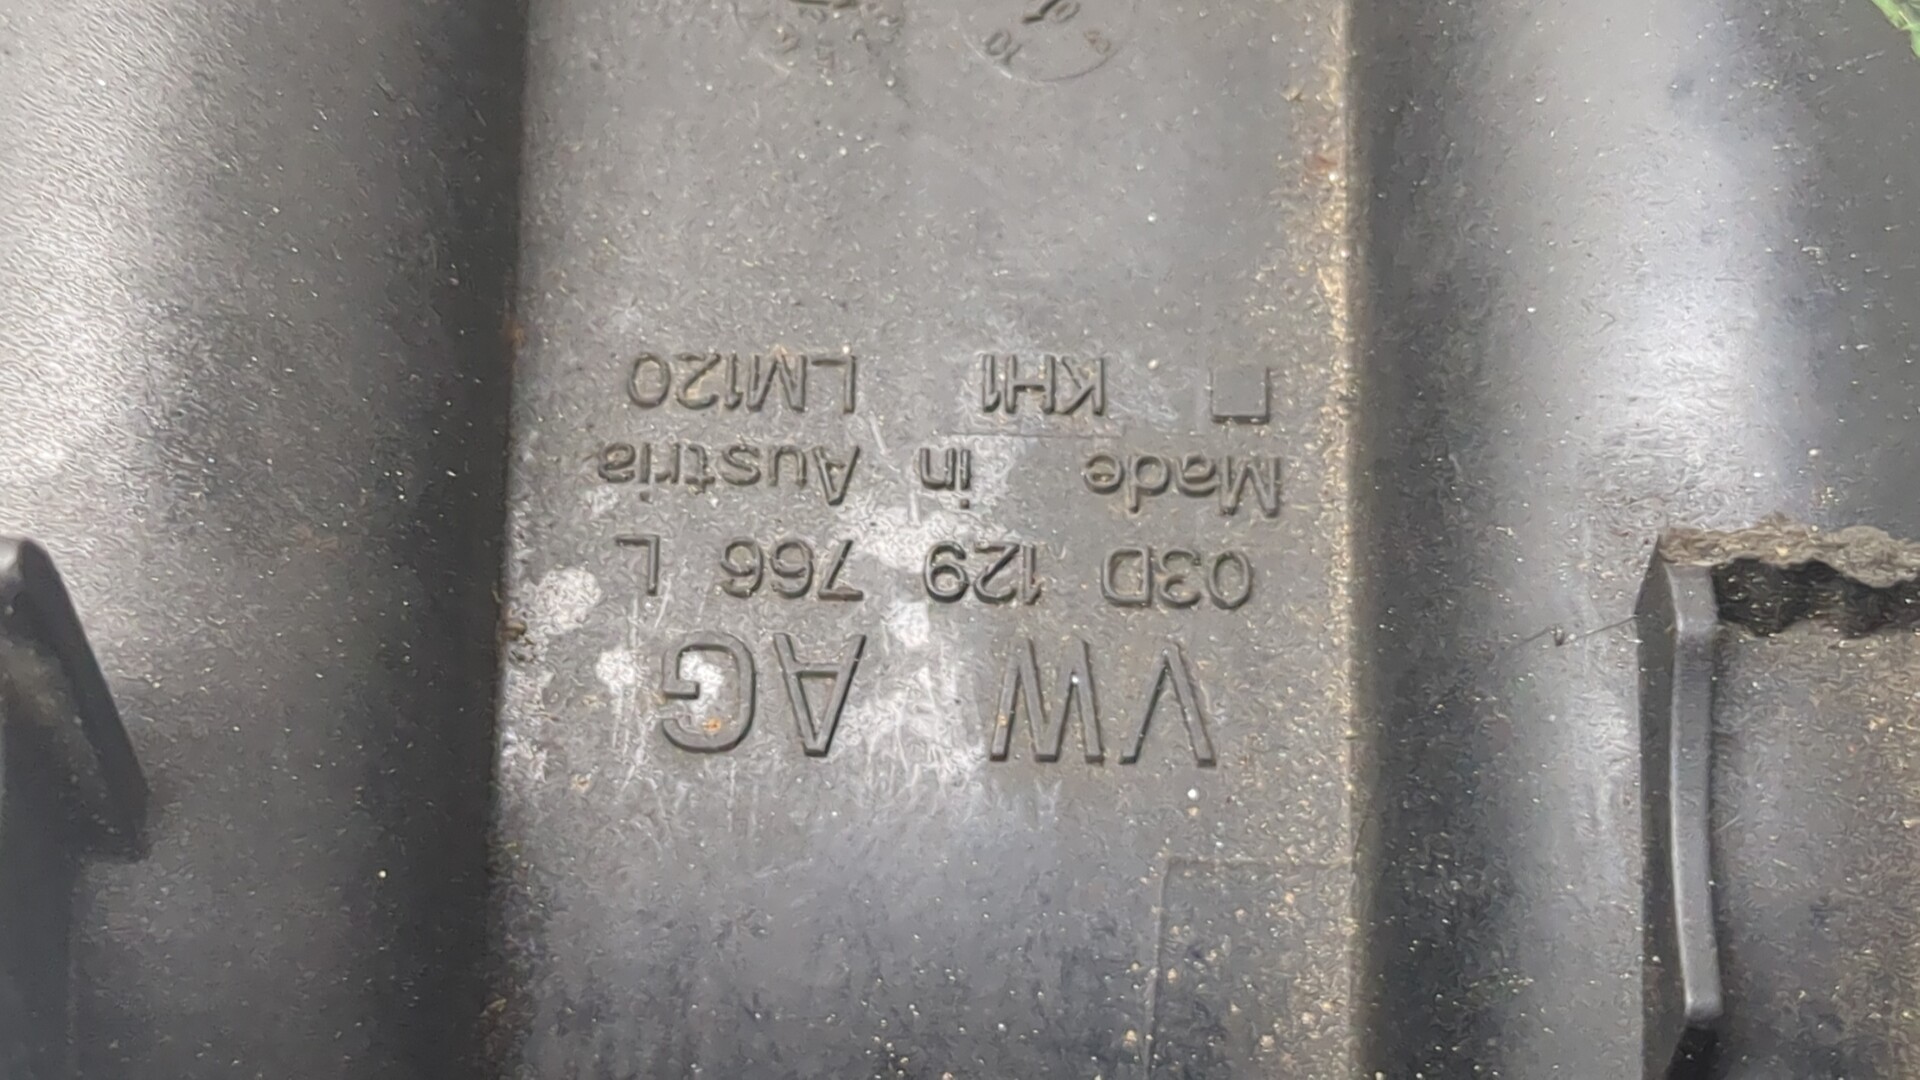 VW AG
03D 129 766 L
Made in Austria
KH1 LM120